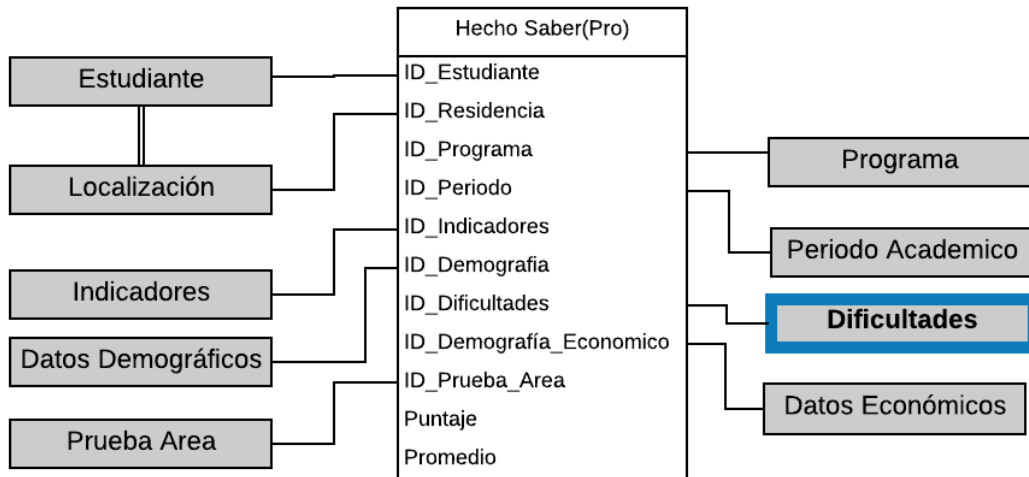 Hecho Saber(Pro)
ID_Estudiante
ID_Residencia
ID_Programa
ID_Periodo
ID_Indicadores
ID_Demografia
ID_Dificultades
ID_Demografía_Economico
ID_Prueba_Area
Puntaje
Promedio
Estudiante
Localización
Indicadores
Datos Demográficos
Prueba Area
Programa
Periodo Academico
Dificultades
Datos Económicos